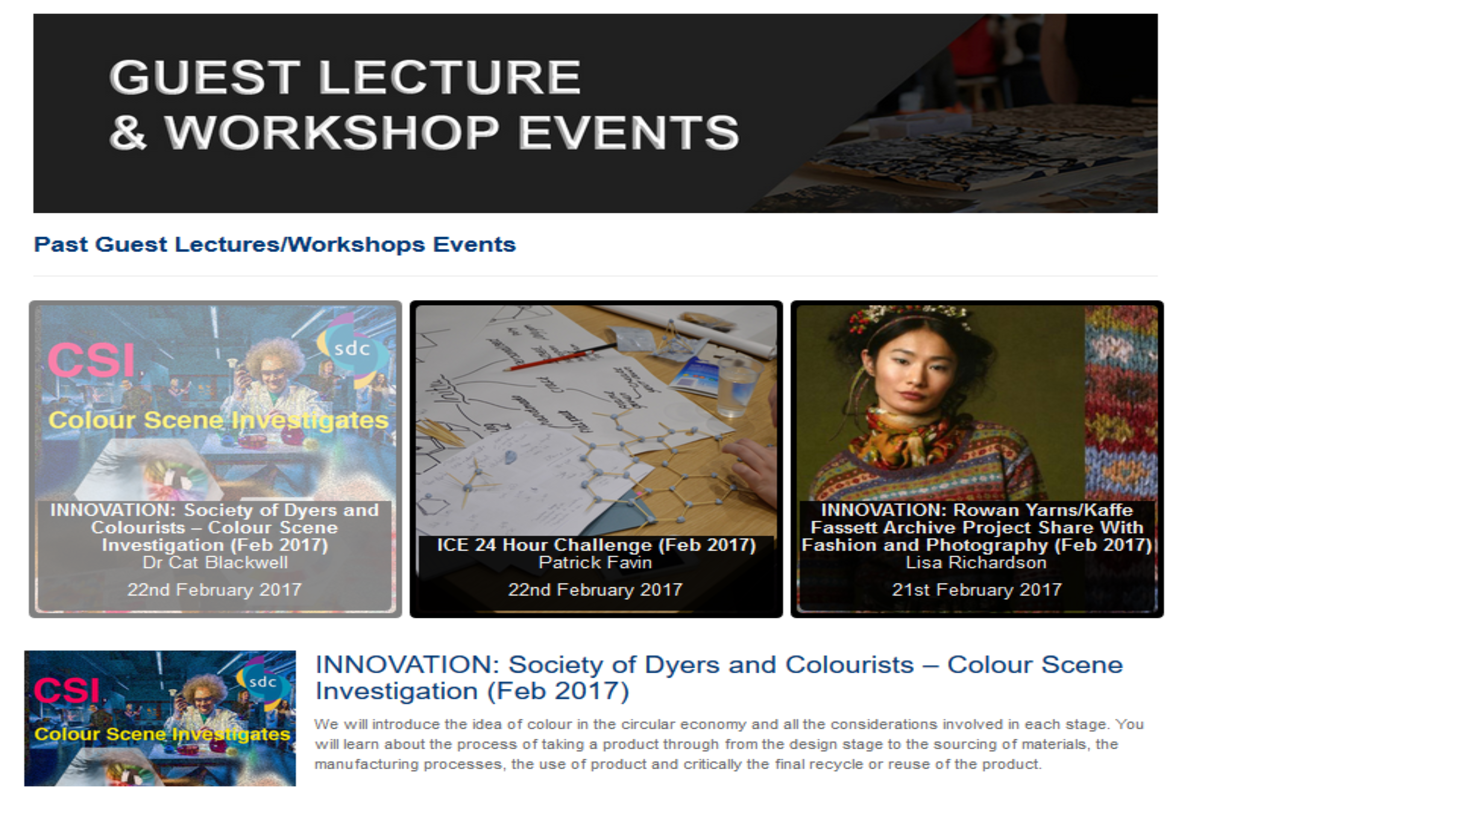 GUEST LECTURE
& WORKSHOP EVENTS
Past Guest Lectures/Workshops Events
CSI
sdc
Colour Scene Investigates
INNOVATION: Society of Dyers and
Colourists – Colour Scene
Investigation (Feb 2017)
Dr Cat Blackwell
22nd February 2017
ICE 24 Hour Challenge (Feb 2017)
Patrick Favin
22nd February 2017
INNOVATION: Rowan Yarns/Kaffe
Fassett Archive Project Share With
Fashion and Photography (Feb 2017)
Lisa Richardson
21st February 2017
CSI
sdc
Colour Scene Investigates
INNOVATION: Society of Dyers and Colourists – Colour Scene
Investigation (Feb 2017)
We will introduce the idea of colour in the circular economy and all the considerations involved in each stage. You
will learn about the process of taking a product through from the design stage to the sourcing of materials, the
manufacturing processes, the use of product and critically the final recycle or reuse of the product.